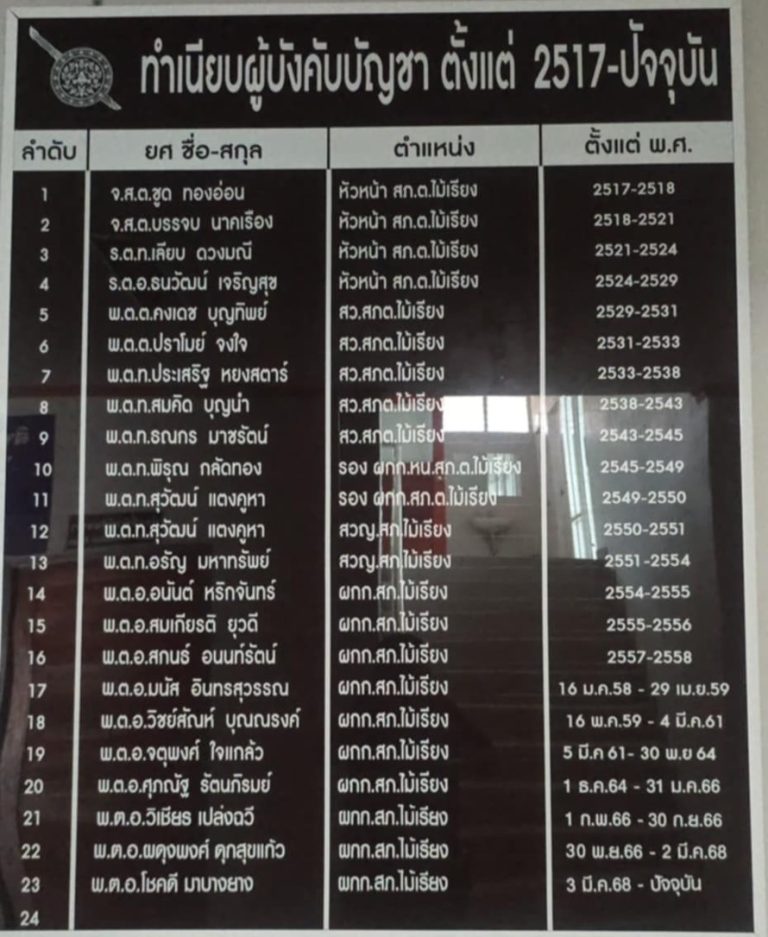 ทำเนียบผู้บังคับบัญชา ตั้งแต่ 2517-ปัจจุบัน
ลำดับ ยศ ชื่อ-สกุล ตำแหน่ง ตั้งแต่ พ.ศ.
1 จ.ส.ต.ชูด ทองอ่อน หัวหน้า สภ.ต.ไม้เรียง 2517-2518
2 จ.ส.ต.บรรจบ นาคเรือง หัวหน้า สภ.ต.ไม้เรียง 2518-2521
3 ร.ต.ท.เลียบ ดวงมณี หัวหน้า สภ.ต.ไม้เรียง 2521-2524
4 ร.ต.อ.ธนวัฒน์ เจริญสุข หัวหน้า สภ.ต.ไม้เรียง 2524-2529
5 พ.ต.ต.คงเดช บุญทิพย์ สว.สภต.ไม้เรียง 2529-2531
6 พ.ต.ต.ปราโมย์ จงใจ สว.สภต.ไม้เรียง 2531-2533
7 พ.ต.ท.ประเสริฐ หยงสตาร์ สว.สภต.ไม้เรียง 2533-2538
8 พ.ต.ท.สมคิด บุญนำ สว.สภต.ไม้เรียง 2538-2543
9 พ.ต.ท.ธณกร มาชรัตน์ สว.สภต.ไม้เรียง 2543-2545
10 พ.ต.ท.พิรุณ กลัดทอง รอง ผกก.หน.สภ.ต.ไม้เรียง 2545-2549
11 พ.ต.ท.สุวัฒน์ แตงคูหา รอง ผกก.สภ.ต.ไม้เรียง 2549-2550
12 พ.ต.ท.สุวัฒน์ แตงคูหา สวญ.สภ.ไม้เรียง 2550-2551
13 พ.ต.ท.อรัญ มหาทรัพย์ สวญ.สภ.ไม้เรียง 2551-2554
14 พ.ต.อ.อนันต์ หริกจันทร์ ผกก.สภ.ไม้เรียง 2554-2555
15 พ.ต.อ.สมเกียรติ ยุวดี ผกก.สภ.ไม้เรียง 2555-2556
16 พ.ต.อ.สกนธ์ อนนท์รัตน์ ผกก.สภ.ไม้เรียง 2557-2558
17 พ.ต.อ.มนัส อินทรสุวรรณ ผกก.สภ.ไม้เรียง 16 ม.ค.58 - 29 เม.ย.59
18 พ.ต.อ.วิชย์สัณห์ บุณณรงค์ ผกก.สภ.ไม้เรียง 16 พ.ค.59 - 4 มี.ค.61
19 พ.ต.อ.จตุพงศ์ ใจแกล้ว ผกก.สภ.ไม้เรียง 5 มี.ค 61- 30 พ.ย 64
20 พ.ต.อ.ศุภณัฐ รัตนภิรมย์ ผกก.สภ.ไม้เรียง 1 ธ.ค.64 - 31 ม.ค.66
21 พ.ต.อ.วิเชียร เปล่งฉวี ผกก.สภ.ไม้เรียง 1 ก.พ.66 - 30 ก.ย.66
22 พ.ต.อ.ผดุงพงศ์ ดุกสุขแก้ว ผกก.สภ.ไม้เรียง 30 พ.ย.66 - 2 มี.ค.68
23 พ.ต.อ.โชคดี มาบางยาง ผกก.สภ.ไม้เรียง 3 มี.ค.68 - ปัจจุบัน
24